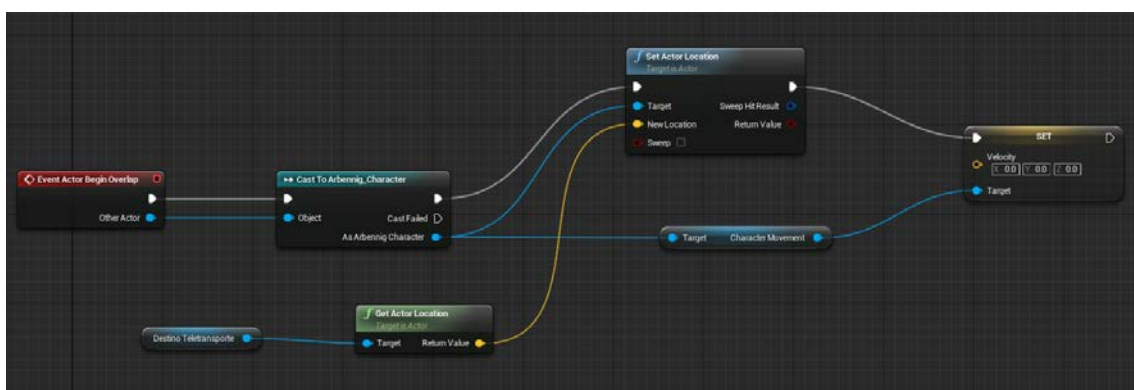 Event Actor Begin Overlap
Other Actor
Cast To Arbennig_Character
Object
Cast Failed
As Arbennig Character
Set Actor Location
Target is Actor
Target
Sweep Hit Result
New Location
Return Value
Sweep
SET
Velocity
X 0.0 Y 0.0 Z 0.0
Target
Target Character Movement
Get Actor Location
Target is Actor
Destino Teletransporte
Target
Return Value